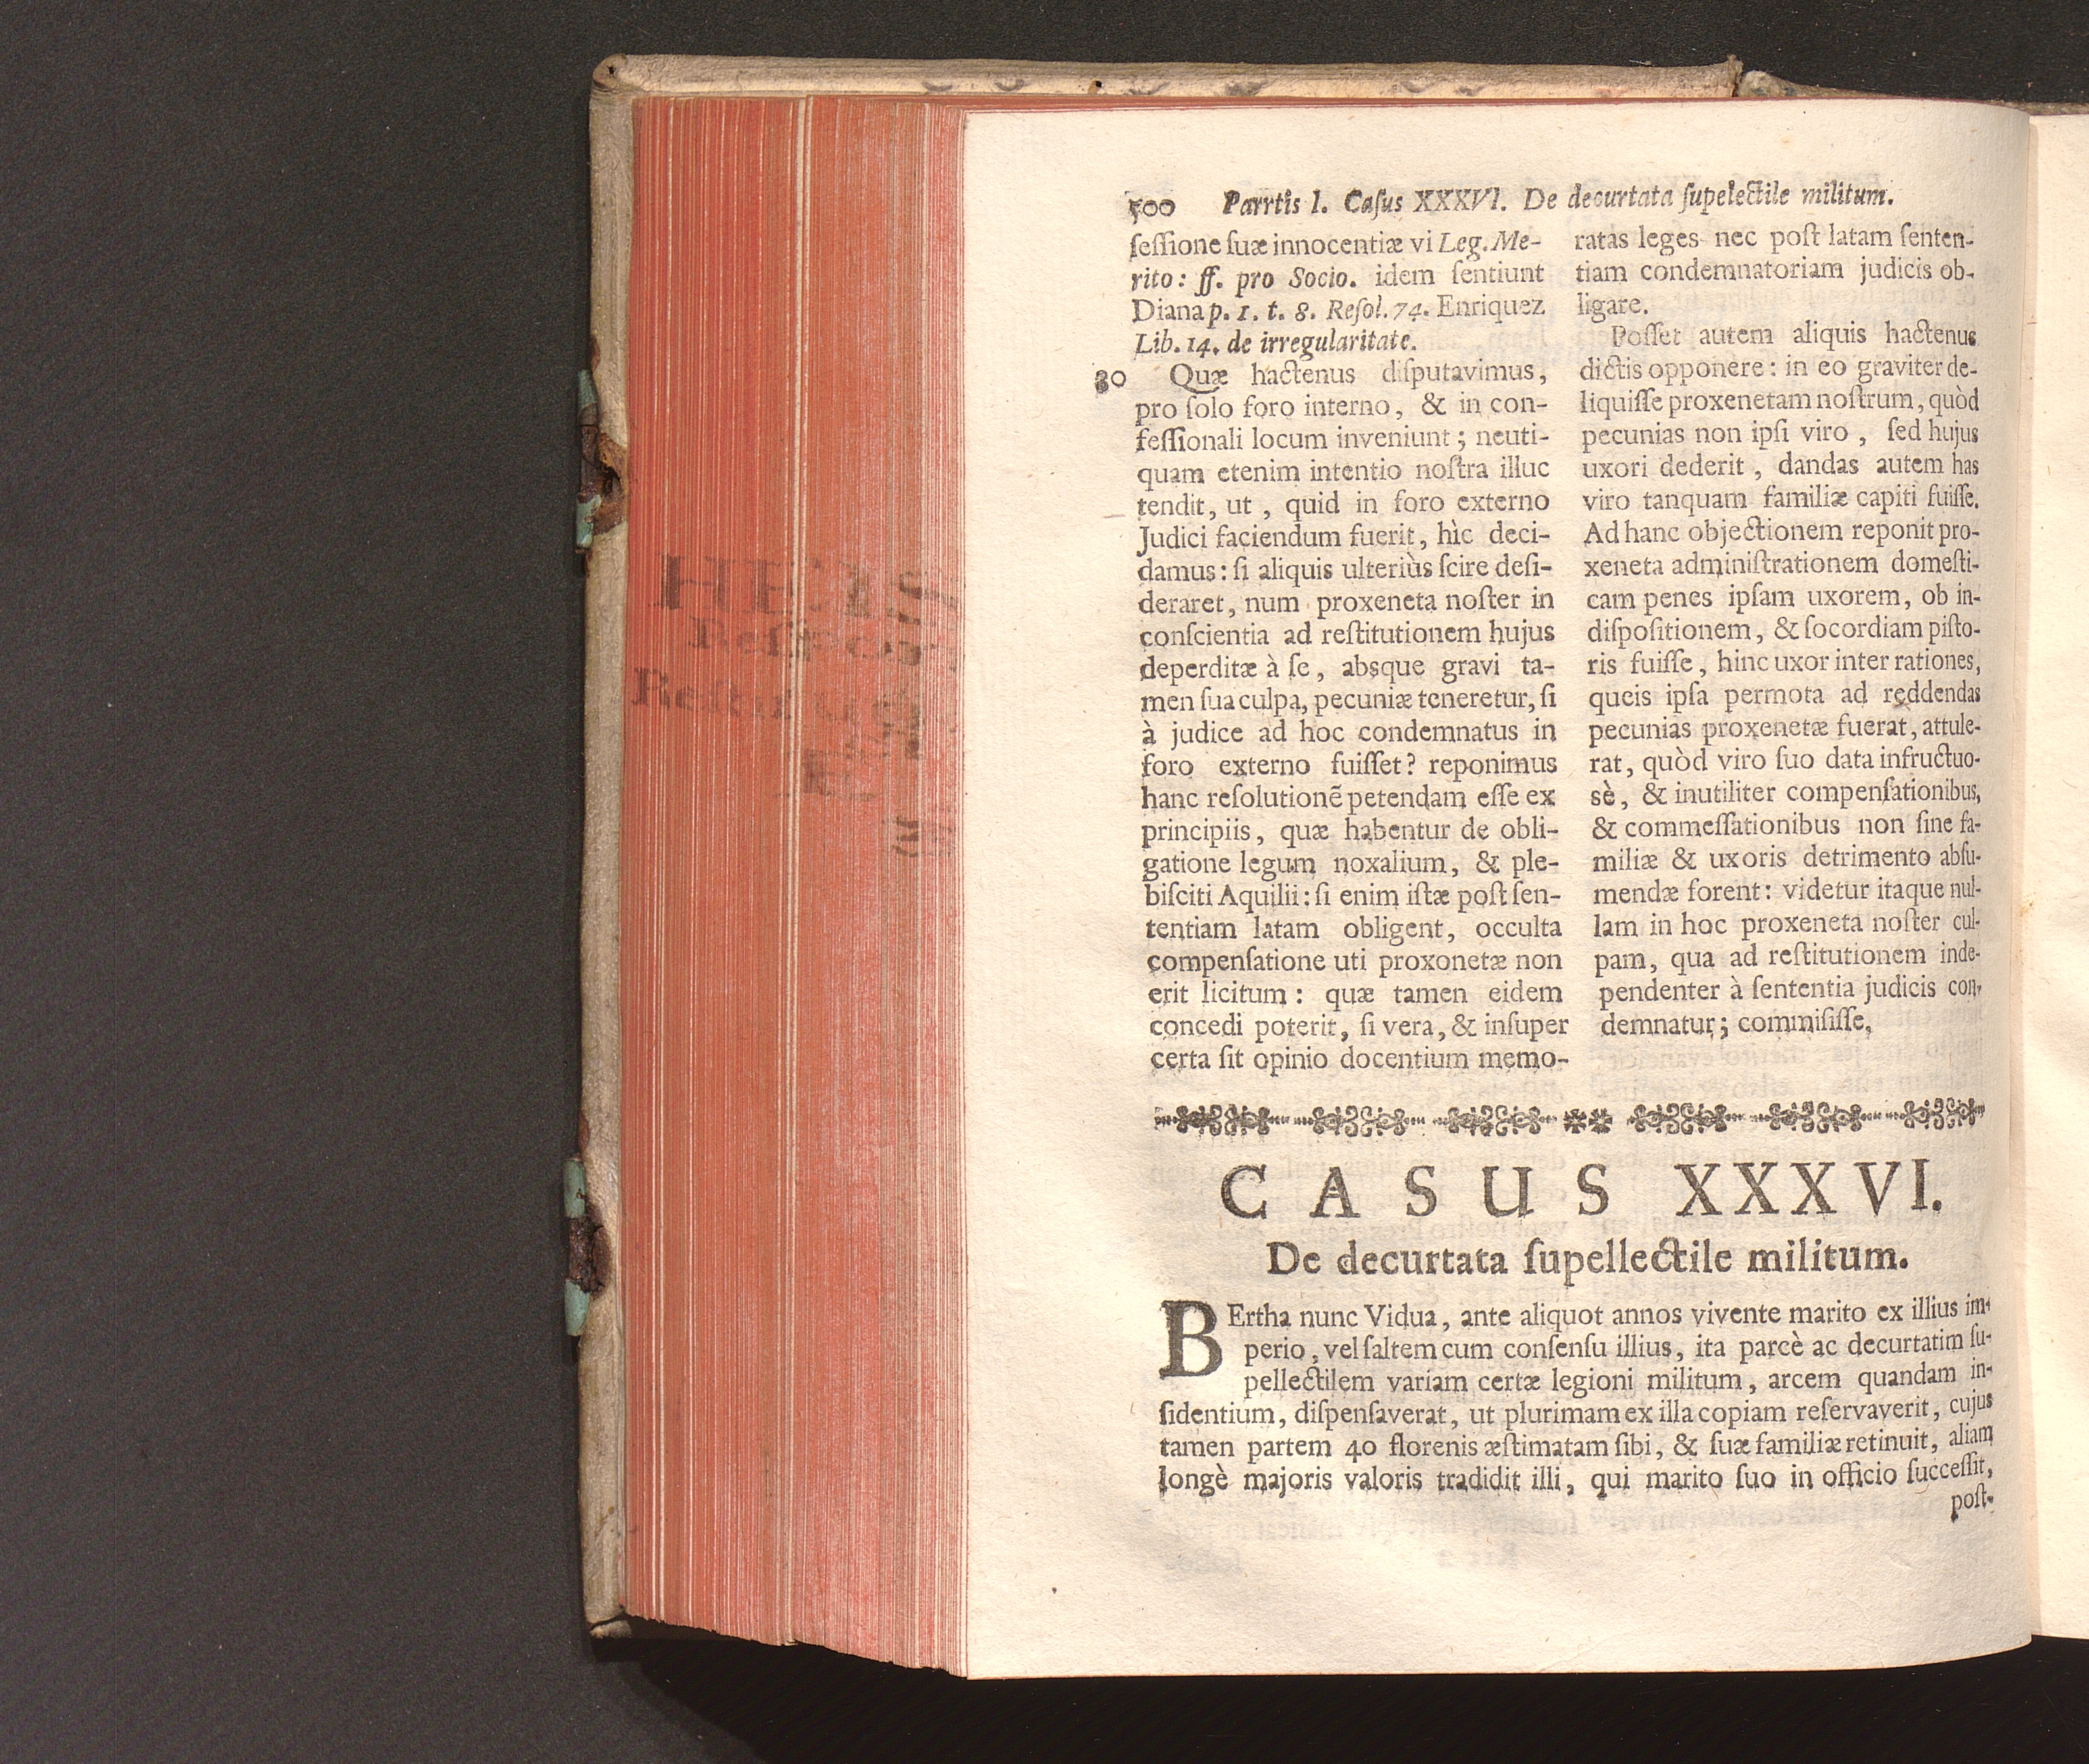 500 Parrtis I. Caſus XXXVI. De decurtata ſupelectile militum.
ſeſſione ſuæ innocentiæ vi Leg. Me-
rito: ff. pro Socio. idem ſentiunt
Diana p. 1. t. 8. Reſol. 74. Enriquez
Lib. 14. de irregularitate.
30 Quæ hactenus diſputavimus,
pro ſolo foro interno, & in con-
feſſionali locum inveniunt; neuti-
quam etenim intentio noſtra illuc
tendit, ut, quid in foro externo
Judici faciendum fuerit, hìc deci-
damus: ſi aliquis ulteriùs ſcire deſi-
deraret, num proxeneta noſter in
conſcientia ad reſtitutionem hujus
deperditæ à ſe, absque gravi ta-
men ſua culpa, pecuniæ teneretur, ſi
à judice ad hoc condemnatus in
foro externo fuiſſet? reponimus
hanc reſolutionẽ petendam eſſe ex
principiis, quæ habentur de obli-
gatione legum noxalium, & ple-
biſciti Aquilii: ſi enim iſtæ poſt ſen-
tentiam latam obligent, occulta
compenſatione uti proxonetæ non
erit licitum: quæ tamen eidem
concedi poterit, ſi vera, & inſuper
certa ſit opinio docentium memo-
ratas leges nec poſt latam ſenten-
tiam condemnatoriam judicis ob-
ligare.
Poſſet autem aliquis hactenus
dictis opponere: in eo graviter de-
liquiſſe proxenetam noſtrum, quòd
pecunias non ipſi viro, ſed hujus
uxori dederit, dandas autem has
viro tanquam familiæ capiti fuiſſe.
Ad hanc objectionem reponit pro-
xeneta adminiſtrationem domeſti-
cam penes ipſam uxorem, ob in-
diſpoſitionem, & ſocordiam piſto-
ris fuiſſe, hinc uxor inter rationes,
queis ipſa permota ad reddendas
pecunias proxenetæ fuerat, attule-
rat, quòd viro ſuo data infructuo-
sè, & inutiliter compenſationibus,
& commeſſationibus non ſine fa-
miliæ & uxoris detrimento abſu-
mendæ forent: videtur itaque nul-
lam in hoc proxeneta noſter cul-
pam, qua ad reſtitutionem inde-
pendenter à ſententia judicis con-
demnatur; commiſiſſe,
CASUS XXXVI.
De decurtata ſupellectile militum.
BErtha nunc Vidua, ante aliquot annos vivente marito ex illius im-
perio, vel ſaltem cum conſenſu illius, ita parcè ac decurtatim ſu-
pellectilem variam certæ legioni militum, arcem quandam in-
ſidentium, diſpenſaverat, ut plurimam ex illa copiam reſervaverit, cujus
tamen partem 40 florenis æſtimatam ſibi, & ſuæ familiæ retinuit, aliam
longè majoris valoris tradidit illi, qui marito ſuo in officio ſucceſſit,
poſt-